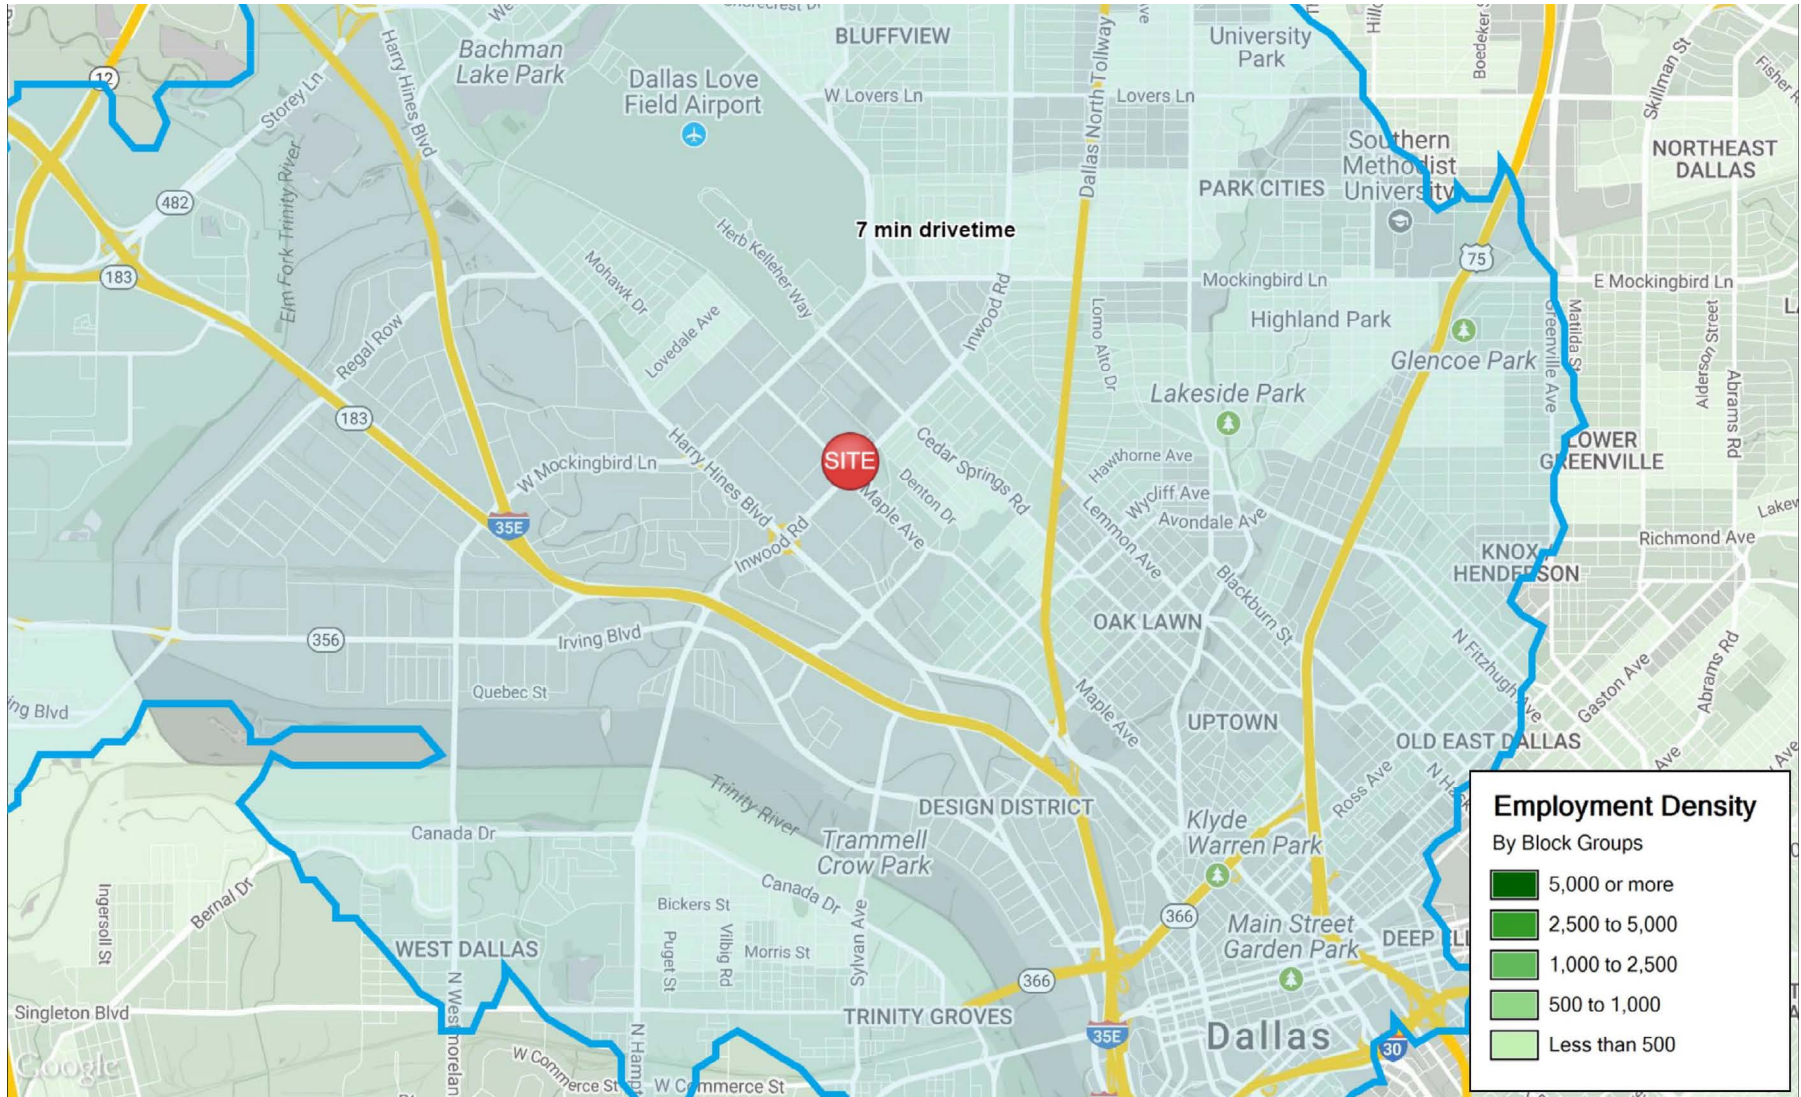 Harry Hines Blvd
Bachman
Lake Park
BLUFFVIEW
University
Park
Dallas North Tollway
Boedeker
Skillman St
12
Storey Ln
Dallas Love
Field Airport
W Lovers Ln
Lovers Ln
Southern
Methodist
University
NORTHEAST
DALLAS
PARK CITIES
482
Elm Fork Trinity River
7 min drivetime
Herb Kelleher Way
Mohawk Dr
183
75
Mockingbird Ln
E Mockingbird Ln
Inwood Rd
Lomo Alto Dr
Highland Park
Greenville Ave
Matilda St
Alderson Street
Regal Row
Lovedale Ave
Glencoe Park
Lakeside Park
Abrams Rd
183
LOWER
GREENVILLE
SITE
W Mockingbird Ln
Harry Hines Blvd
Cedar Springs Rd
Denton Dr
Maple Ave
Hawthorne Ave
Wycliff Ave
Avondale Ave
Lemmon Ave
35E
Inwood Rd
Richmond Ave
KNOX /
HENDERSON
Blackburn St
OAK LAWN
356
Irving Blvd
N Fitzhugh Ave
Gaston Ave
Abrams Rd
Quebec St
ing Blvd
Maple Ave
UPTOWN
OLD EAST DALLAS
Ross Ave
Ave
Trinity River
DESIGN DISTRICT
Klyde
Warren Park
Canada Dr
Trammell
Crow Park
Canada Dr
Ingersoll St
Bernal Dr
Bickers St
Puget St
Vilbig Rd
Morris St
Sylvan Ave
366
Main Street
Garden Park
WEST DALLAS
366
Singleton Blvd
TRINITY GROVES
35E
Dallas
30
Google
W Commerce St
W Commerce St
N Westmorelan
N Hampt
Employment Density
By Block Groups
5,000 or more
2,500 to 5,000
1,000 to 2,500
500 to 1,000
Less than 500